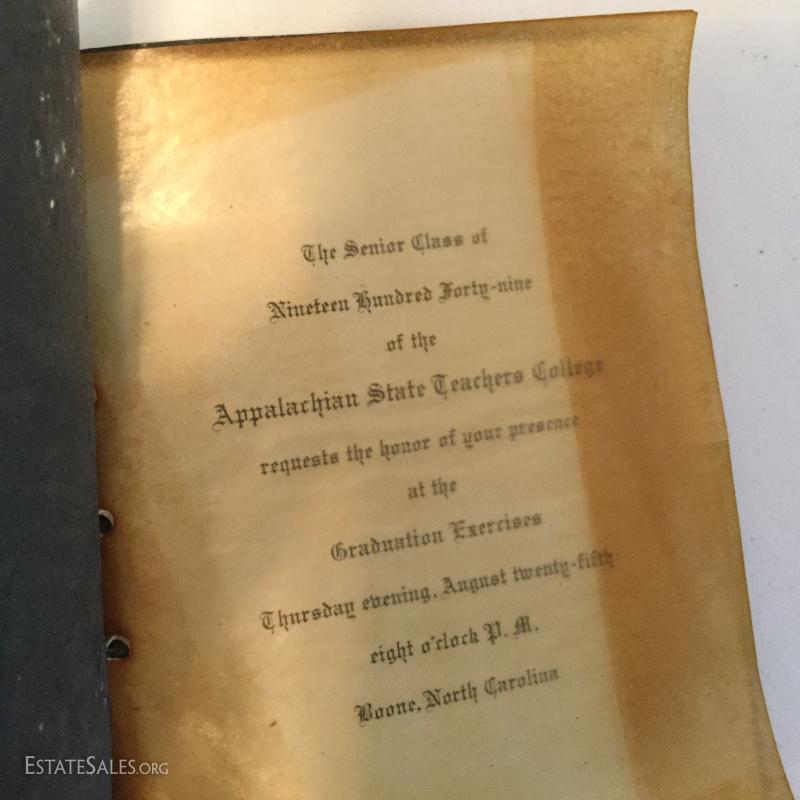 The Senior Class of
Nineteen Hundred Forty-nine
of the
Appalachian State Teachers College
requests the honor of your presence
at the
Graduation Exercises
Thursday evening, August twenty-fifth
eight o'clock P. M.
Boone, North Carolina
ESTATESALES.ORG